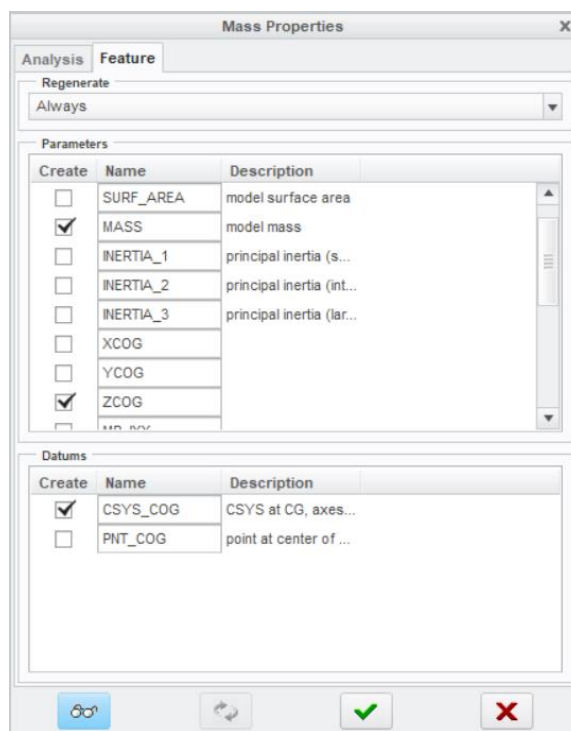 Mass Properties X
Analysis Feature
Regenerate
Always
Parameters
Create Name Description
SURF_AREA model surface area
MASS model mass
INERTIA_1 principal inertia (s...
INERTIA_2 principal inertia (int...
INERTIA_3 principal inertia (lar...
XCOG
YCOG
ZCOG
Datums
Create Name Description
CSYS_COG CSYS at CG, axes...
PNT_COG point at center of ...